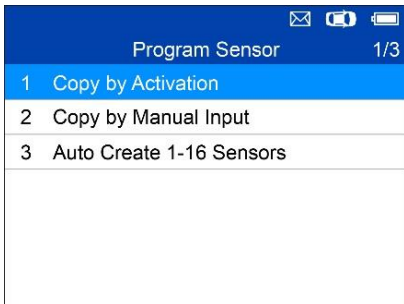 Program Sensor 1/3
1 Copy by Activation
2 Copy by Manual Input
3 Auto Create 1-16 Sensors